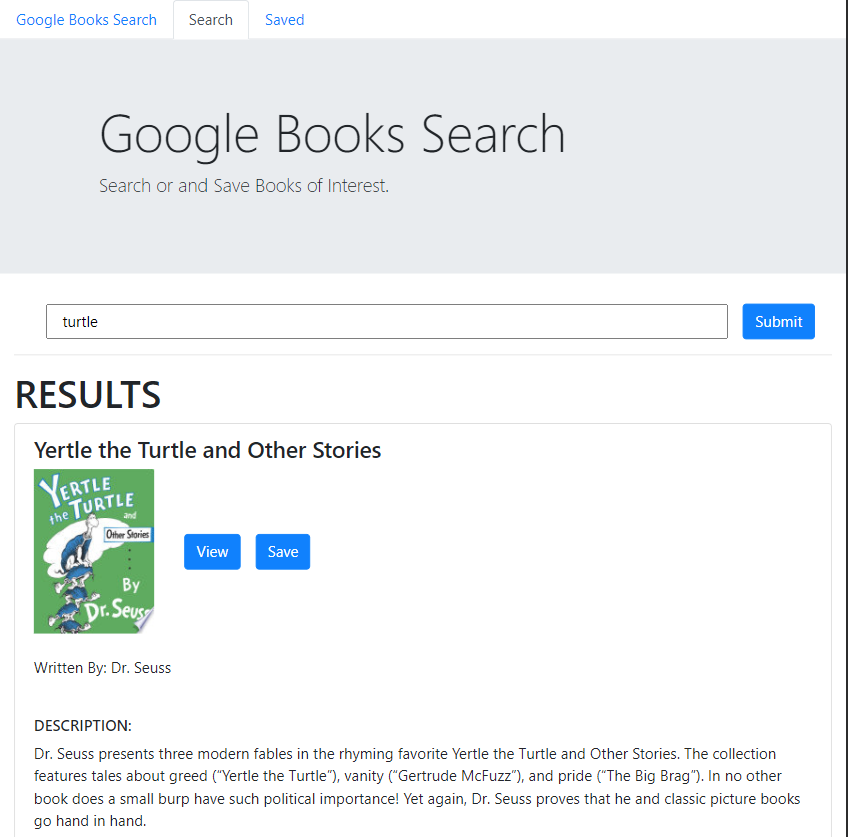 Google Books Search Search Saved
Google Books Search
Search or and Save Books of Interest.
turtle Submit
RESULTS
Yertle the Turtle and Other Stories
YERTLE
the TURTLE
and
Other Stories
By
Dr. Seuss
View Save
Written By: Dr. Seuss
DESCRIPTION:
Dr. Seuss presents three modern fables in the rhyming favorite Yertle the Turtle and Other Stories. The collection
features tales about greed (“Yertle the Turtle”), vanity (“Gertrude McFuzz”), and pride (“The Big Brag”). In no other
book does a small burp have such political importance! Yet again, Dr. Seuss proves that he and classic picture books
go hand in hand.